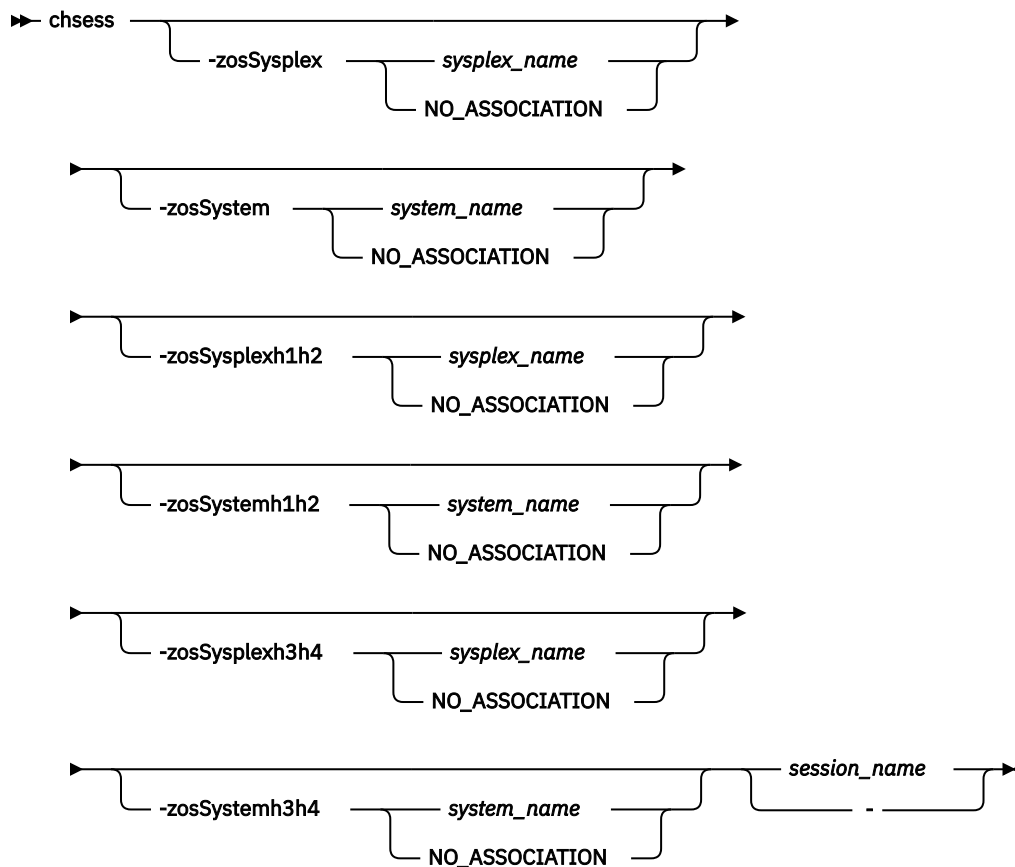 chsess
-zosSysplex sysplex_name
NO_ASSOCIATION
-zosSystem system_name
NO_ASSOCIATION
-zosSysplexh1h2 sysplex_name
NO_ASSOCIATION
-zosSystemh1h2 system_name
NO_ASSOCIATION
-zosSysplexh3h4 sysplex_name
NO_ASSOCIATION
session_name
-zosSystemh3h4 system_name -
NO_ASSOCIATION